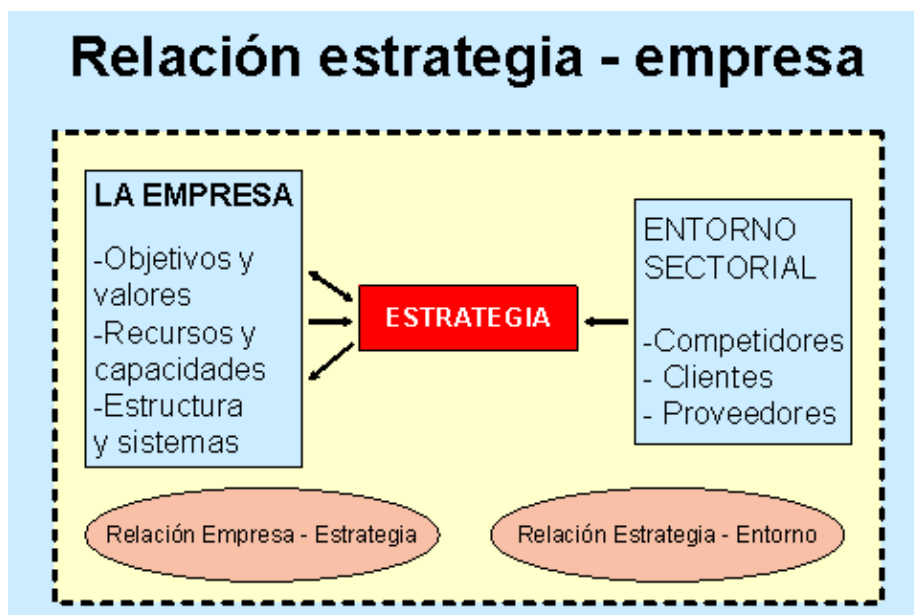 Relación estrategia - empresa
LA EMPRESA
-Objetivos y
valores
-Recursos y
capacidades
-Estructura
y sistemas
ESTRATEGIA
ENTORNO
SECTORIAL
-Competidores
- Clientes
- Proveedores
Relación Empresa - Estrategia
Relación Estrategia - Entorno